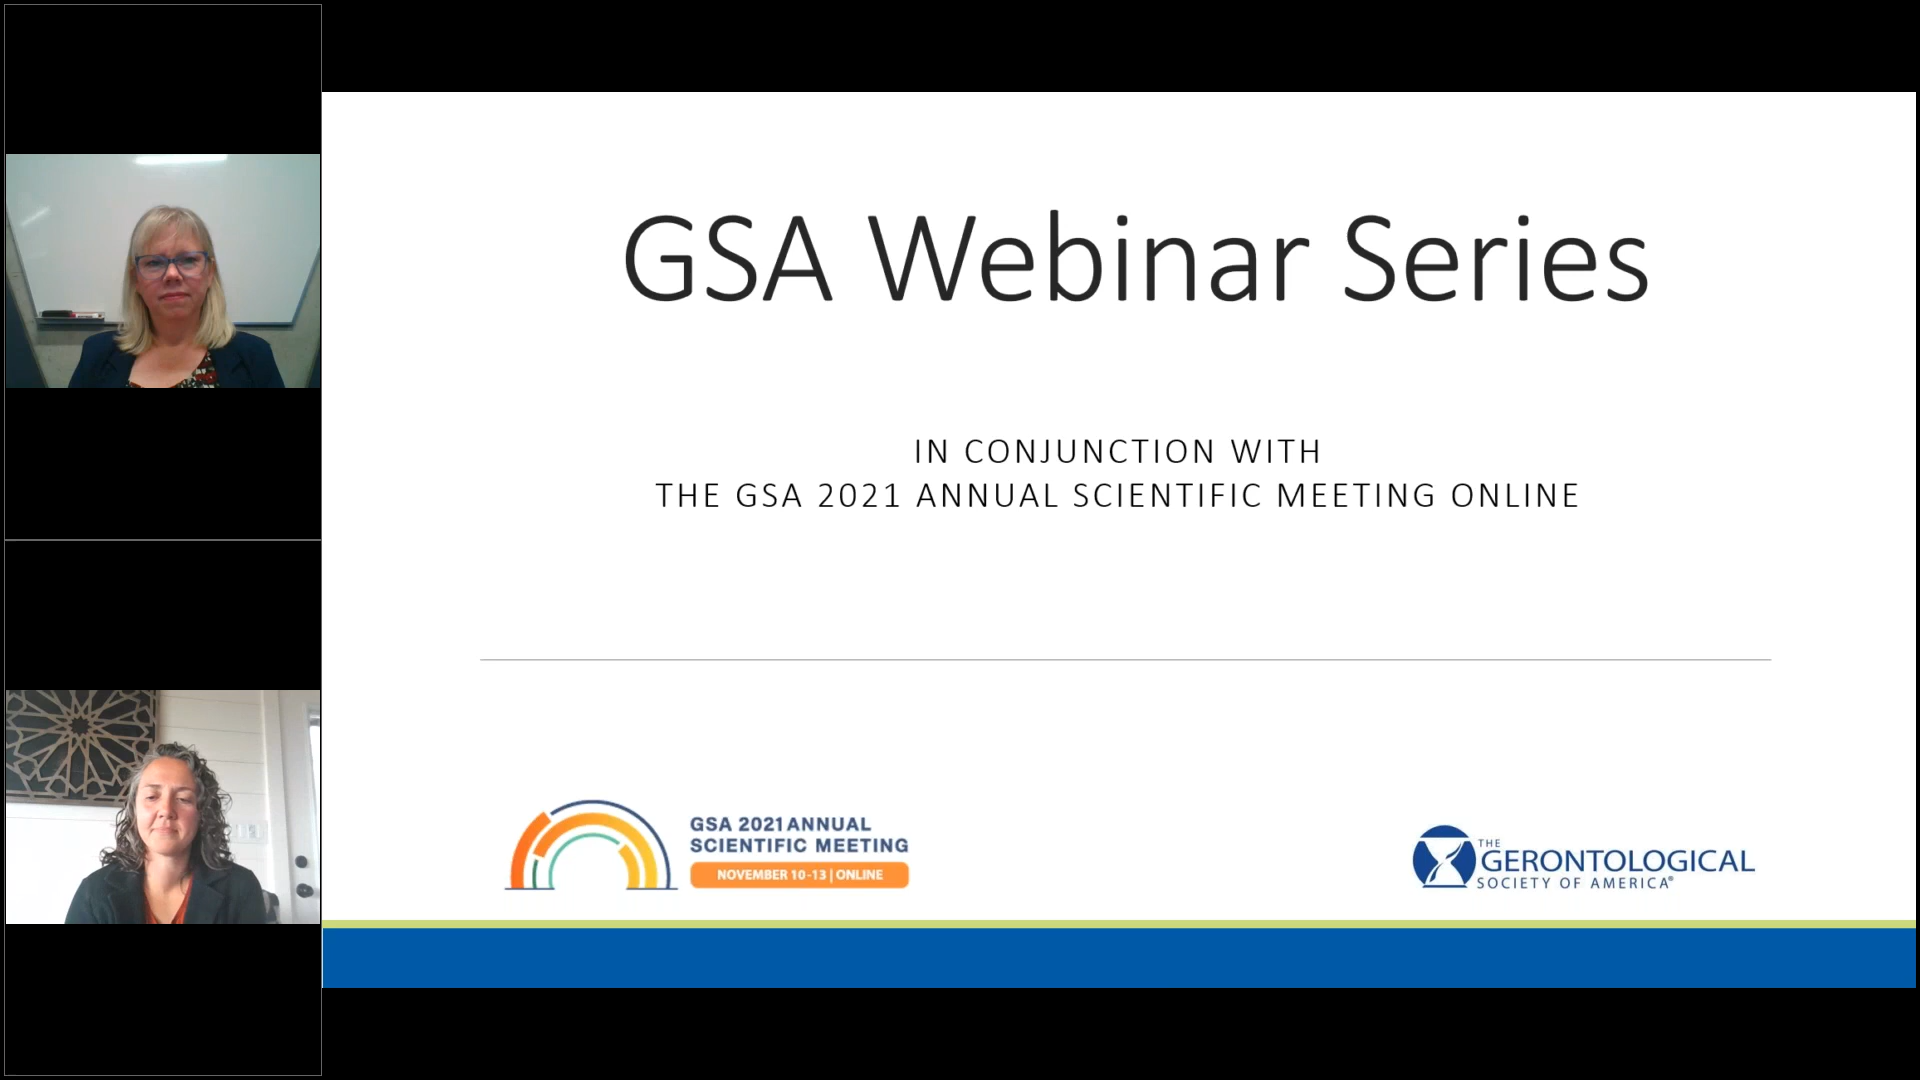 GSA Webinar Series
IN CONJUNCTION WITH
THE GSA 2021 ANNUAL SCIENTIFIC MEETING ONLINE
GSA 2021 ANNUAL
SCIENTIFIC MEETING
NOVEMBER 10-13 | ONLINE
THE
GERONTOLOGICAL
SOCIETY OF AMERICA®